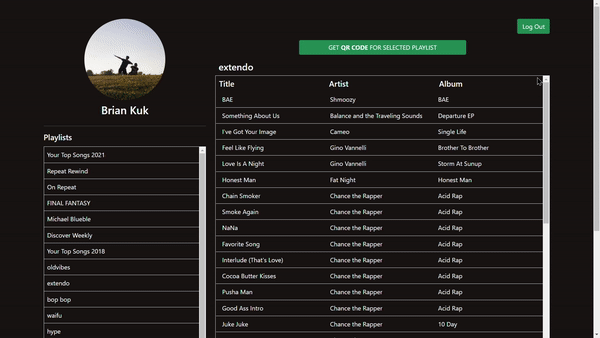 Log Out
GET QR CODE FOR SELECTED PLAYLIST
Brian Kuk
Playlists
Your Top Songs 2021
Repeat Rewind
On Repeat
FINAL FANTASY
Michael Blueble
Discover Weekly
Your Top Songs 2018
oldvibes
extendo
bop bop
waifu
hype
extendo
Title Artist Album
BAE Shmoozy BAE
Something About Us Balance and the Traveling Sounds Departure EP
I've Got Your Image Cameo Single Life
Feel Like Flying Gino Vannelli Brother To Brother
Love Is A Night Gino Vannelli Storm At Sunup
Honest Man Fat Night Honest Man
Chain Smoker Chance the Rapper Acid Rap
Smoke Again Chance the Rapper Acid Rap
NaNa Chance the Rapper Acid Rap
Favorite Song Chance the Rapper Acid Rap
Interlude (That's Love) Chance the Rapper Acid Rap
Cocoa Butter Kisses Chance the Rapper Acid Rap
Pusha Man Chance the Rapper Acid Rap
Good Ass Intro Chance the Rapper Acid Rap
Juke Juke Chance the Rapper 10 Day